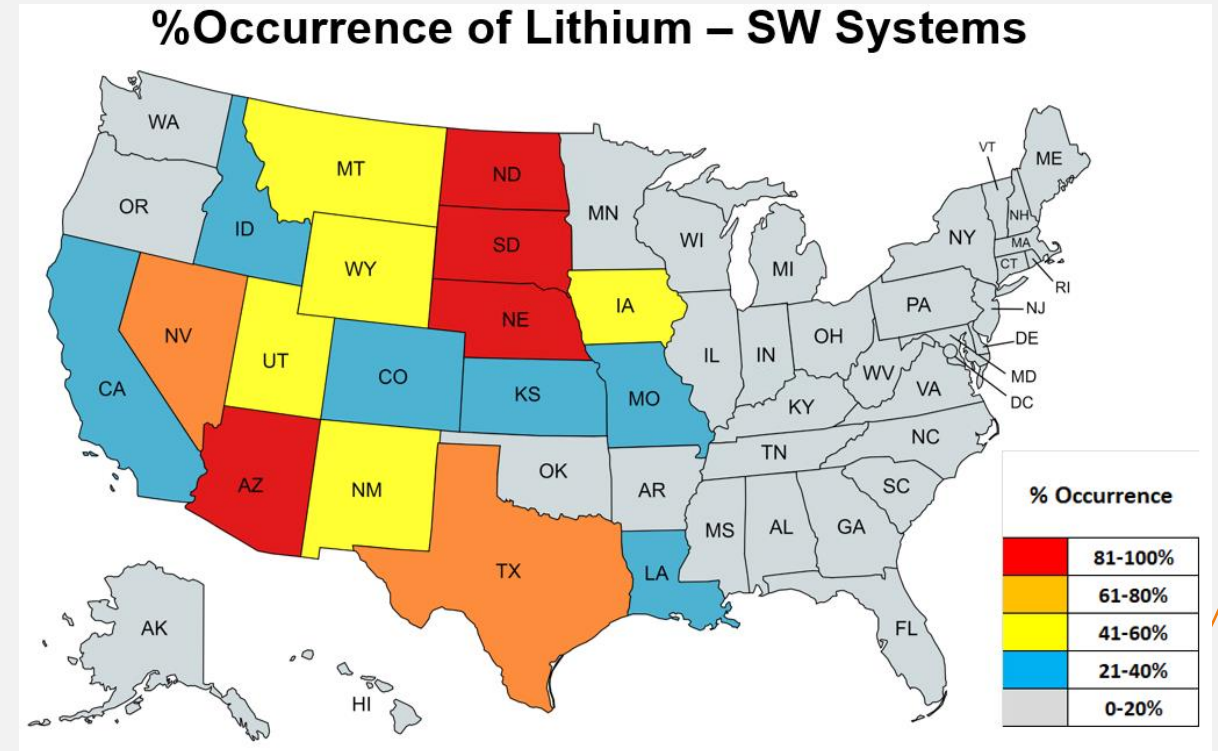 %Occurrence of Lithium – SW Systems
WA
MT
ND
MN
VT
ME
OR
ID
SD
WI
NY
NH
MA
CT
RI
WY
MI
IA
PA
NJ
NE
NV
UT
IL
IN
OH
DE
MD
DC
CA
CO
KS
MO
WV
VA
KY
NC
TN
AZ
NM
OK
AR
SC
MS
AL
GA
TX
LA
AK
FL
HI
% Occurrence
81-100%
61-80%
41-60%
21-40%
0-20%